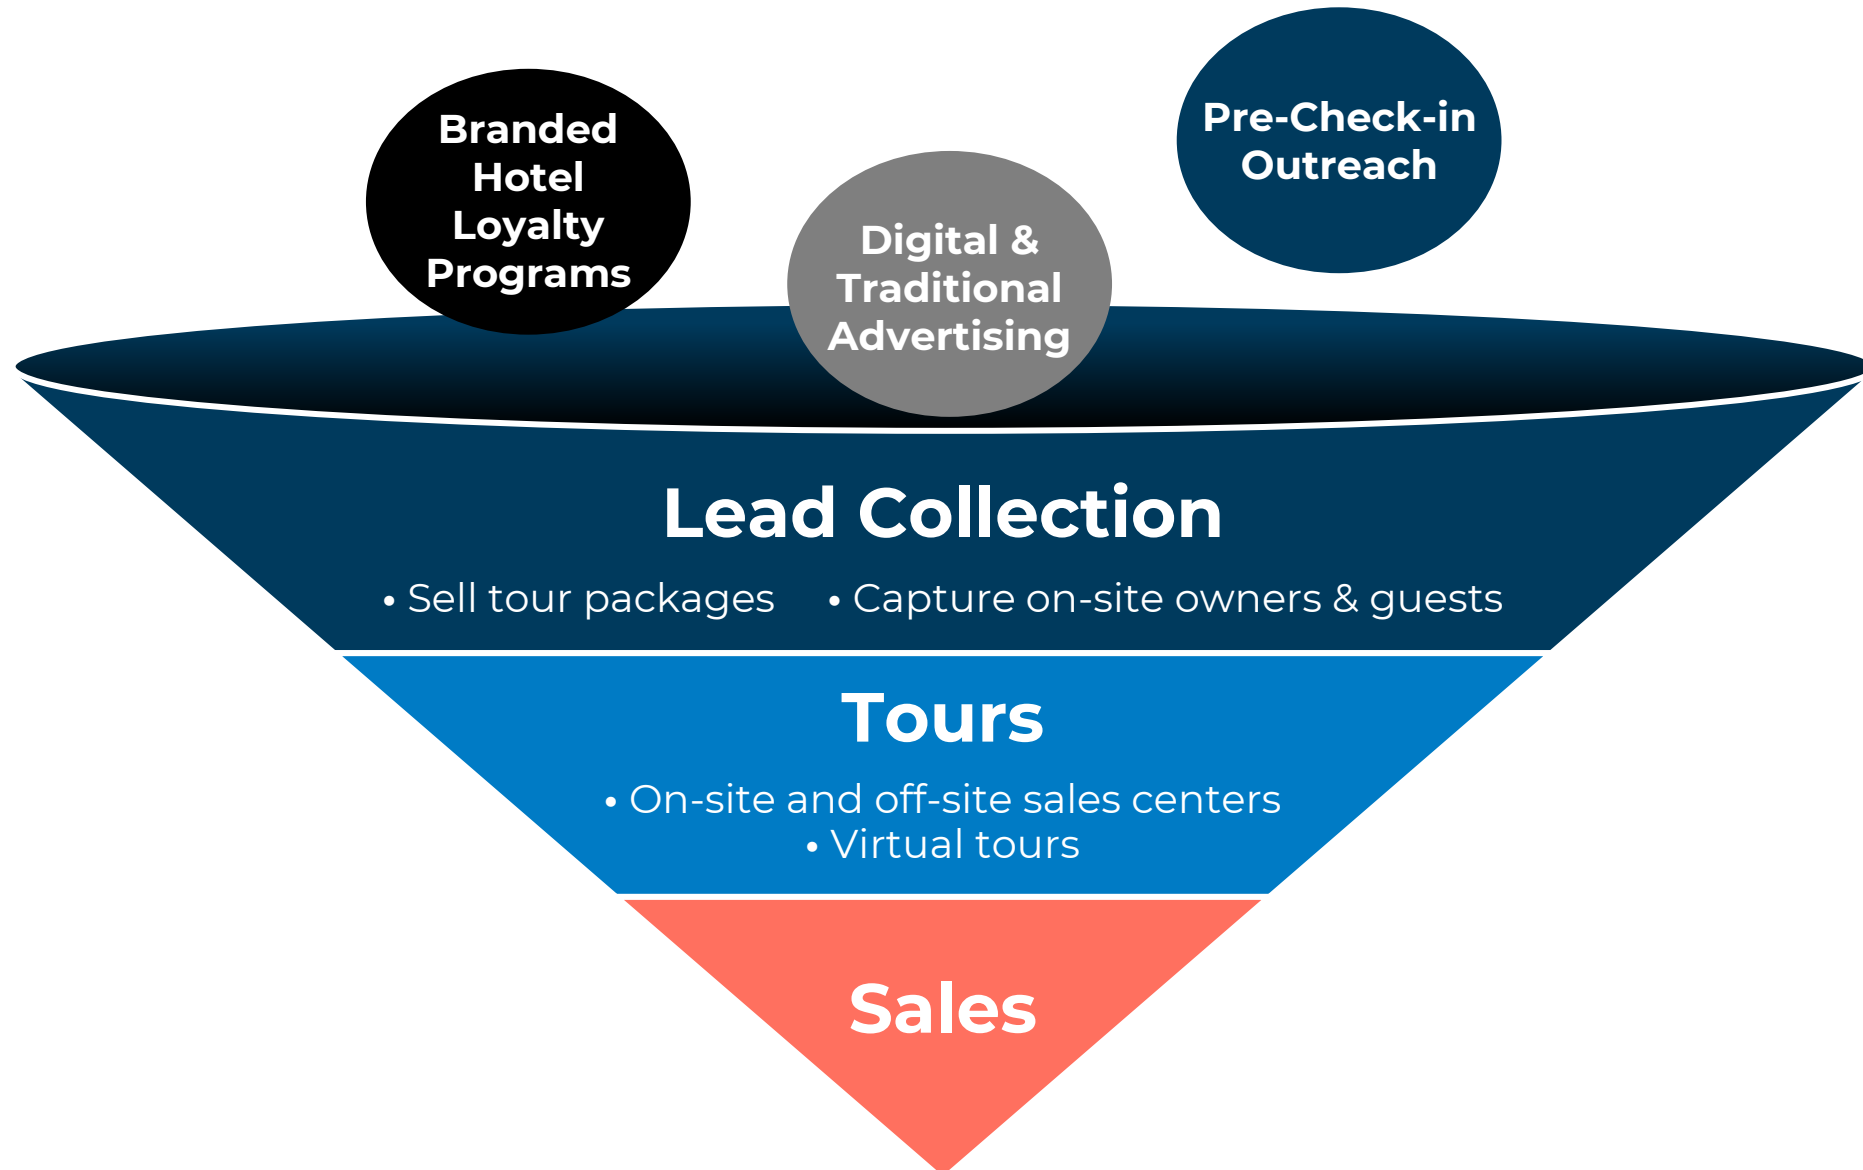 Branded
Hotel
Loyalty
Programs
Digital &
Traditional
Advertising
Pre-Check-in
Outreach
Lead Collection
• Sell tour packages • Capture on-site owners & guests
Tours
• On-site and off-site sales centers
• Virtual tours
Sales